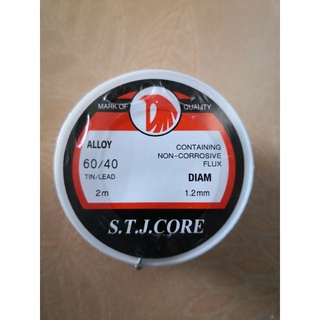 MARK OF QUALITY
ALLOY
60/40
TIN/LEAD
2m
CONTAINING
NON-CORROSIVE
FLUX
DIAM
1.2mm
S.T.J.CORE